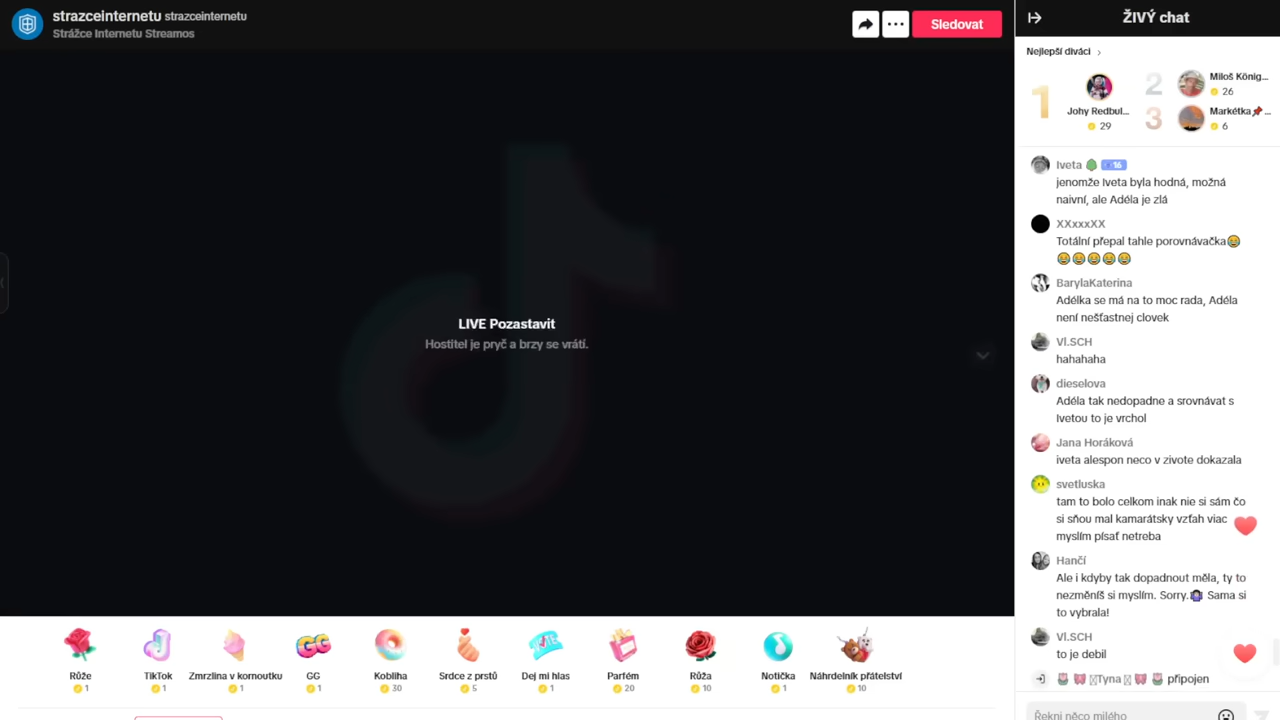 strazceinternetu strazceinternetu
Strážce Internetu Streamos
Sledovat
LIVE Pozastavit
Hostitel je pryč a brzy se vrátí.
Růže
1
TikTok
1
Zmrzlina v kornoutku
1
GG
GG
1
Kobliha
30
Srdce z prstů
5
Dej mi hlas
1
Parfém
20
Růža
10
Notička
1
Náhrdelník přátelství
10
ŽIVÝ chat
Nejlepší diváci
1
Johy Redbul...
29
2
Miloš König...
26
3
Markétka📌 ...
6
Iveta 16
jenomže Iveta byla hodná, možná
naivní, ale Adéla je zlá
XXxxxXX
Totální přepal tahle porovnávačka😂
😂😂😂😂😂
BarylaKaterina
Adélka se má na to moc rada, Adéla
není nešťastnej clovek
Vl.SCH
hahahaha
dieselova
Adéla tak nedopadne a srovnávat s
Ivetou to je vrchol
Jana Horáková
iveta alespon neco v zivote dokazala
svetluska
tam to bolo celkom inak nie si sám čo
si sňou mal kamarátsky vzťah viac
myslím písať netreba
Hančí
Ale i kdyby tak dopadnout měla, ty to
nezměníš si myslím. Sorry.🤷‍♀️ Sama si
to vybrala!
Vl.SCH
to je debil
Tyna připojen
Řekni něco milého